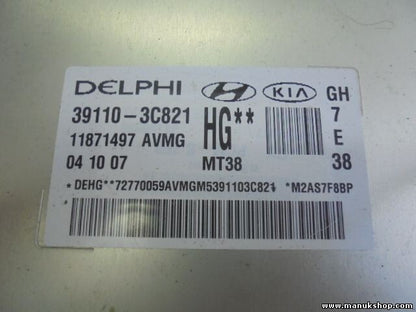 DELPHI KIA GH
39110-3C821 HG** 7
11871497 AVMG E
04 10 07 MT38 38
*DEHG**72770059AVMGM5391103C821 *M2AS7F8BP
www.manukshop.com